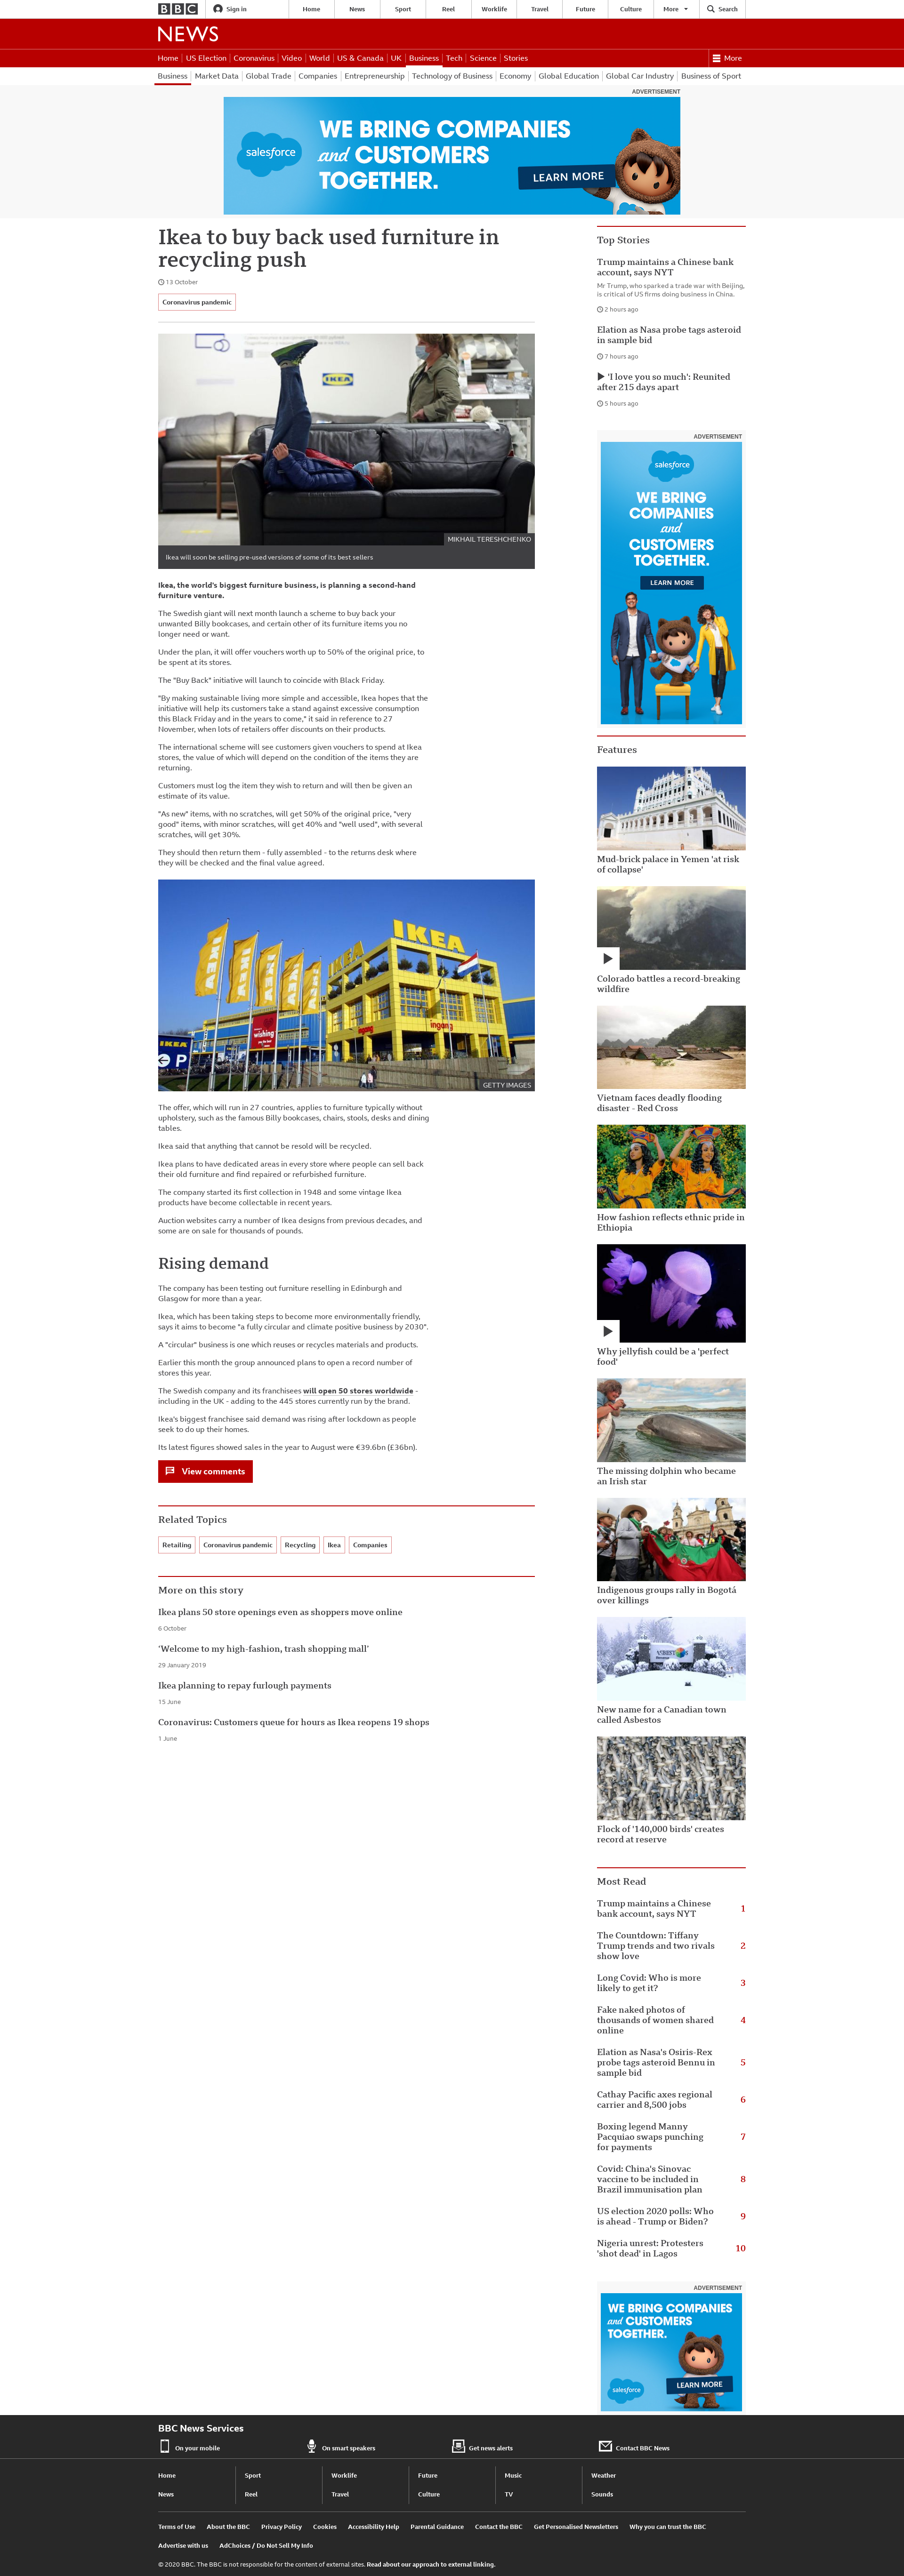 BBC
Sign in
Home
News
Sport
Reel
Worklife
Travel
Future
Culture
More
Search
NEWS
Home
US Election
Coronavirus
Video
World
US & Canada
UK
Business
Tech
Science
Stories
More
Business
Market Data
Global Trade
Companies
Entrepreneurship
Technology of Business
Economy
Global Education
Global Car Industry
Business of Sport
ADVERTISEMENT
salesforce
WE BRING COMPANIES
and CUSTOMERS
TOGETHER.
LEARN MORE
Ikea to buy back used furniture in
recycling push
13 October
Coronavirus pandemic
IKEA
MIKHAIL TERESHCHENKO
Ikea will soon be selling pre-used versions of some of its best sellers
Ikea, the world's biggest furniture business, is planning a second-hand
furniture venture.
The Swedish giant will next month launch a scheme to buy back your
unwanted Billy bookcases, and certain other of its furniture items you no
longer need or want.
Under the plan, it will offer vouchers worth up to 50% of the original price, to
be spent at its stores.
The "Buy Back" initiative will launch to coincide with Black Friday.
"By making sustainable living more simple and accessible, Ikea hopes that the
initiative will help its customers take a stand against excessive consumption
this Black Friday and in the years to come," it said in reference to 27
November, when lots of retailers offer discounts on their products.
The international scheme will see customers given vouchers to spend at Ikea
stores, the value of which will depend on the condition of the items they are
returning.
Customers must log the item they wish to return and will then be given an
estimate of its value.
"As new" items, with no scratches, will get 50% of the original price, "very
good" items, with minor scratches, will get 40% and "well used", with several
scratches, will get 30%.
They should then return them - fully assembled - to the returns desk where
they will be checked and the final value agreed.
IKEA
IKEA
P
wishing
ingang
ingang
GETTY IMAGES
The offer, which will run in 27 countries, applies to furniture typically without
upholstery, such as the famous Billy bookcases, chairs, stools, desks and dining
tables.
Ikea said that anything that cannot be resold will be recycled.
Ikea plans to have dedicated areas in every store where people can sell back
their old furniture and find repaired or refurbished furniture.
The company started its first collection in 1948 and some vintage Ikea
products have become collectable in recent years.
Auction websites carry a number of Ikea designs from previous decades, and
some are on sale for thousands of pounds.
Rising demand
The company has been testing out furniture reselling in Edinburgh and
Glasgow for more than a year.
Ikea, which has been taking steps to become more environmentally friendly,
says it aims to become "a fully circular and climate positive business by 2030".
A "circular" business is one which reuses or recycles materials and products.
Earlier this month the group announced plans to open a record number of
stores this year.
The Swedish company and its franchisees will open 50 stores worldwide -
including in the UK - adding to the 445 stores currently run by the brand.
Ikea's biggest franchisee said demand was rising after lockdown as people
seek to do up their homes.
Its latest figures showed sales in the year to August were €39.6bn (£36bn).
View comments
Related Topics
Retailing
Coronavirus pandemic
Recycling
Ikea
Companies
More on this story
Ikea plans 50 store openings even as shoppers move online
6 October
'Welcome to my high-fashion, trash shopping mall'
29 January 2019
Ikea planning to repay furlough payments
15 June
Coronavirus: Customers queue for hours as Ikea reopens 19 shops
1 June
Top Stories
Trump maintains a Chinese bank
account, says NYT
Mr Trump, who sparked a trade war with Beijing,
is critical of US firms doing business in China.
2 hours ago
Elation as Nasa probe tags asteroid
in sample bid
7 hours ago
'I love you so much': Reunited
after 215 days apart
5 hours ago
ADVERTISEMENT
salesforce
WE BRING
COMPANIES
and
CUSTOMERS
TOGETHER.
LEARN MORE
Features
Mud-brick palace in Yemen 'at risk
of collapse'
Colorado battles a record-breaking
wildfire
Vietnam faces deadly flooding
disaster - Red Cross
How fashion reflects ethnic pride in
Ethiopia
Why jellyfish could be a 'perfect
food'
The missing dolphin who became
an Irish star
Indigenous groups rally in Bogotá
over killings
New name for a Canadian town
called Asbestos
Flock of '140,000 birds' creates
record at reserve
Most Read
Trump maintains a Chinese
bank account, says NYT
1
The Countdown: Tiffany
Trump trends and two rivals
show love
2
Long Covid: Who is more
likely to get it?
3
Fake naked photos of
thousands of women shared
online
4
Elation as Nasa's Osiris-Rex
probe tags asteroid Bennu in
sample bid
5
Cathay Pacific axes regional
carrier and 8,500 jobs
6
Boxing legend Manny
Pacquiao swaps punching
for payments
7
Covid: China's Sinovac
vaccine to be included in
Brazil immunisation plan
8
US election 2020 polls: Who
is ahead - Trump or Biden?
9
Nigeria unrest: Protesters
'shot dead' in Lagos
10
ADVERTISEMENT
WE BRING COMPANIES
and CUSTOMERS
TOGETHER.
salesforce
LEARN MORE
BBC News Services
On your mobile
On smart speakers
Get news alerts
Contact BBC News
Home
Sport
Worklife
Future
Music
Weather
News
Reel
Travel
Culture
TV
Sounds
Terms of Use
About the BBC
Privacy Policy
Cookies
Accessibility Help
Parental Guidance
Contact the BBC
Get Personalised Newsletters
Why you can trust the BBC
Advertise with us
AdChoices / Do Not Sell My Info
© 2020 BBC. The BBC is not responsible for the content of external sites. Read about our approach to external linking.